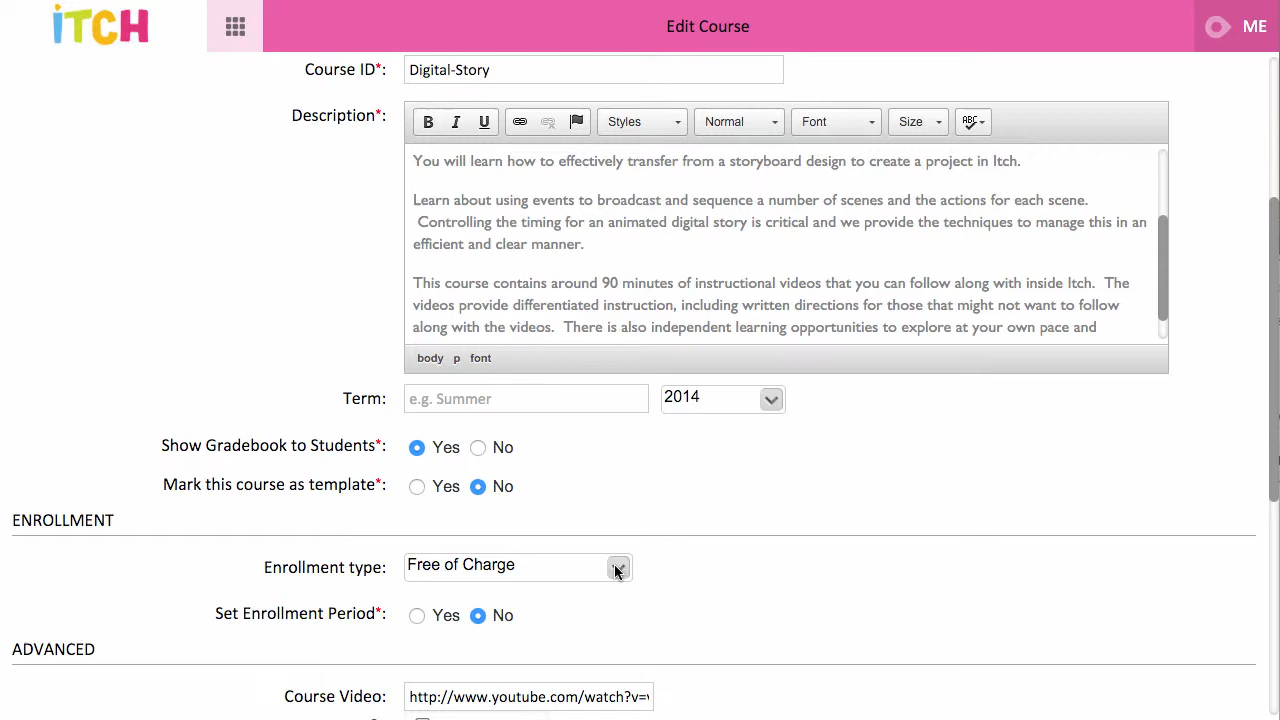 iTCH
Edit Course
ME
Course ID*: Digital-Story
Description*:
B I U Styles Normal Font Size ABC
You will learn how to effectively transfer from a storyboard design to create a project in Itch.
Learn about using events to broadcast and sequence a number of scenes and the actions for each scene.
Controlling the timing for an animated digital story is critical and we provide the techniques to manage this in an
efficient and clear manner.
This course contains around 90 minutes of instructional videos that you can follow along with inside Itch. The
videos provide differentiated instruction, including written directions for those that might not want to follow
along with the videos. There is also independent learning opportunities to explore at your own pace and
body p font
Term: e.g. Summer 2014
Show Gradebook to Students*: Yes No
Mark this course as template*: Yes No
ENROLLMENT
Enrollment type: Free of Charge
Set Enrollment Period*: Yes No
ADVANCED
Course Video: http://www.youtube.com/watch?v=